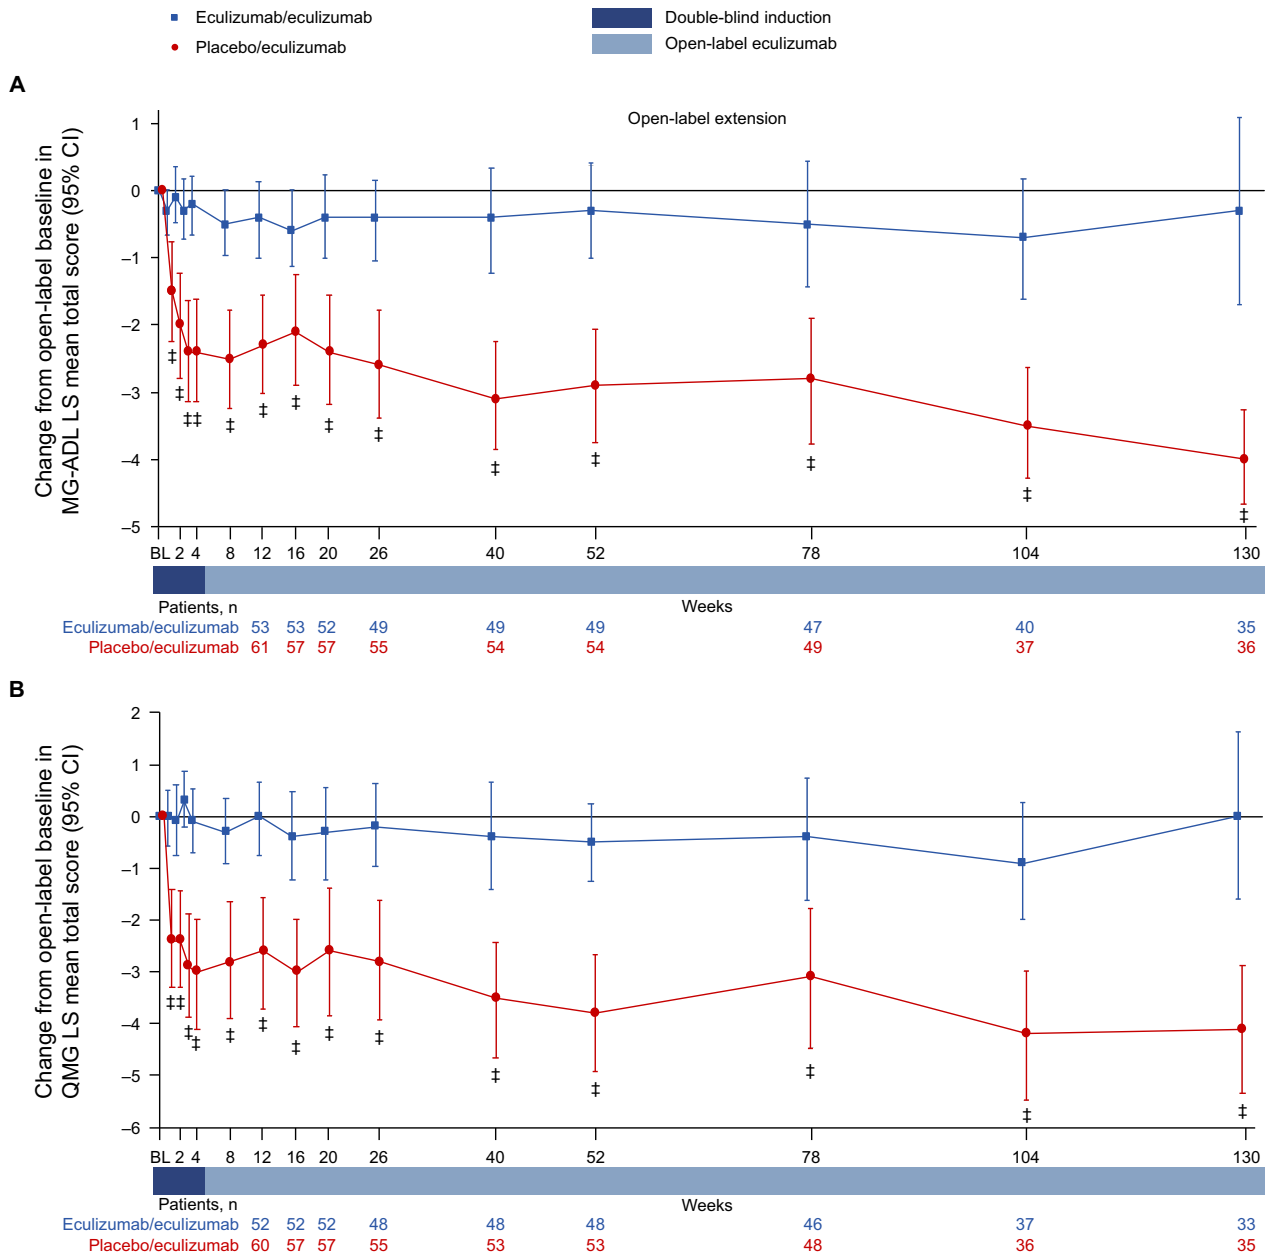 Eculizumab/eculizumab
Placebo/eculizumab
Double-blind induction
Open-label eculizumab
A
Open-label extension
Change from open-label baseline in
MG-ADL LS mean total score (95% CI)
1
0
–1
–2
–3
–4
–5
‡ ‡ ‡ ‡ ‡ ‡ ‡ ‡ ‡ ‡ ‡ ‡ ‡ ‡
BL 2 4 8 12 16 20 26 40 52 78 104 130
Patients, n
Weeks
Eculizumab/eculizumab 53 53 52 49 49 49 47 40 35
Placebo/eculizumab 61 57 57 55 54 54 49 37 36
B
Change from open-label baseline in
QMG LS mean total score (95% CI)
2
1
0
–1
–2
–3
–4
–5
–6
‡ ‡ ‡ ‡ ‡ ‡ ‡ ‡ ‡ ‡ ‡ ‡ ‡ ‡
BL 2 4 8 12 16 20 26 40 52 78 104 130
Patients, n
Weeks
Eculizumab/eculizumab 52 52 52 48 48 48 46 37 33
Placebo/eculizumab 60 57 57 55 53 53 48 36 35